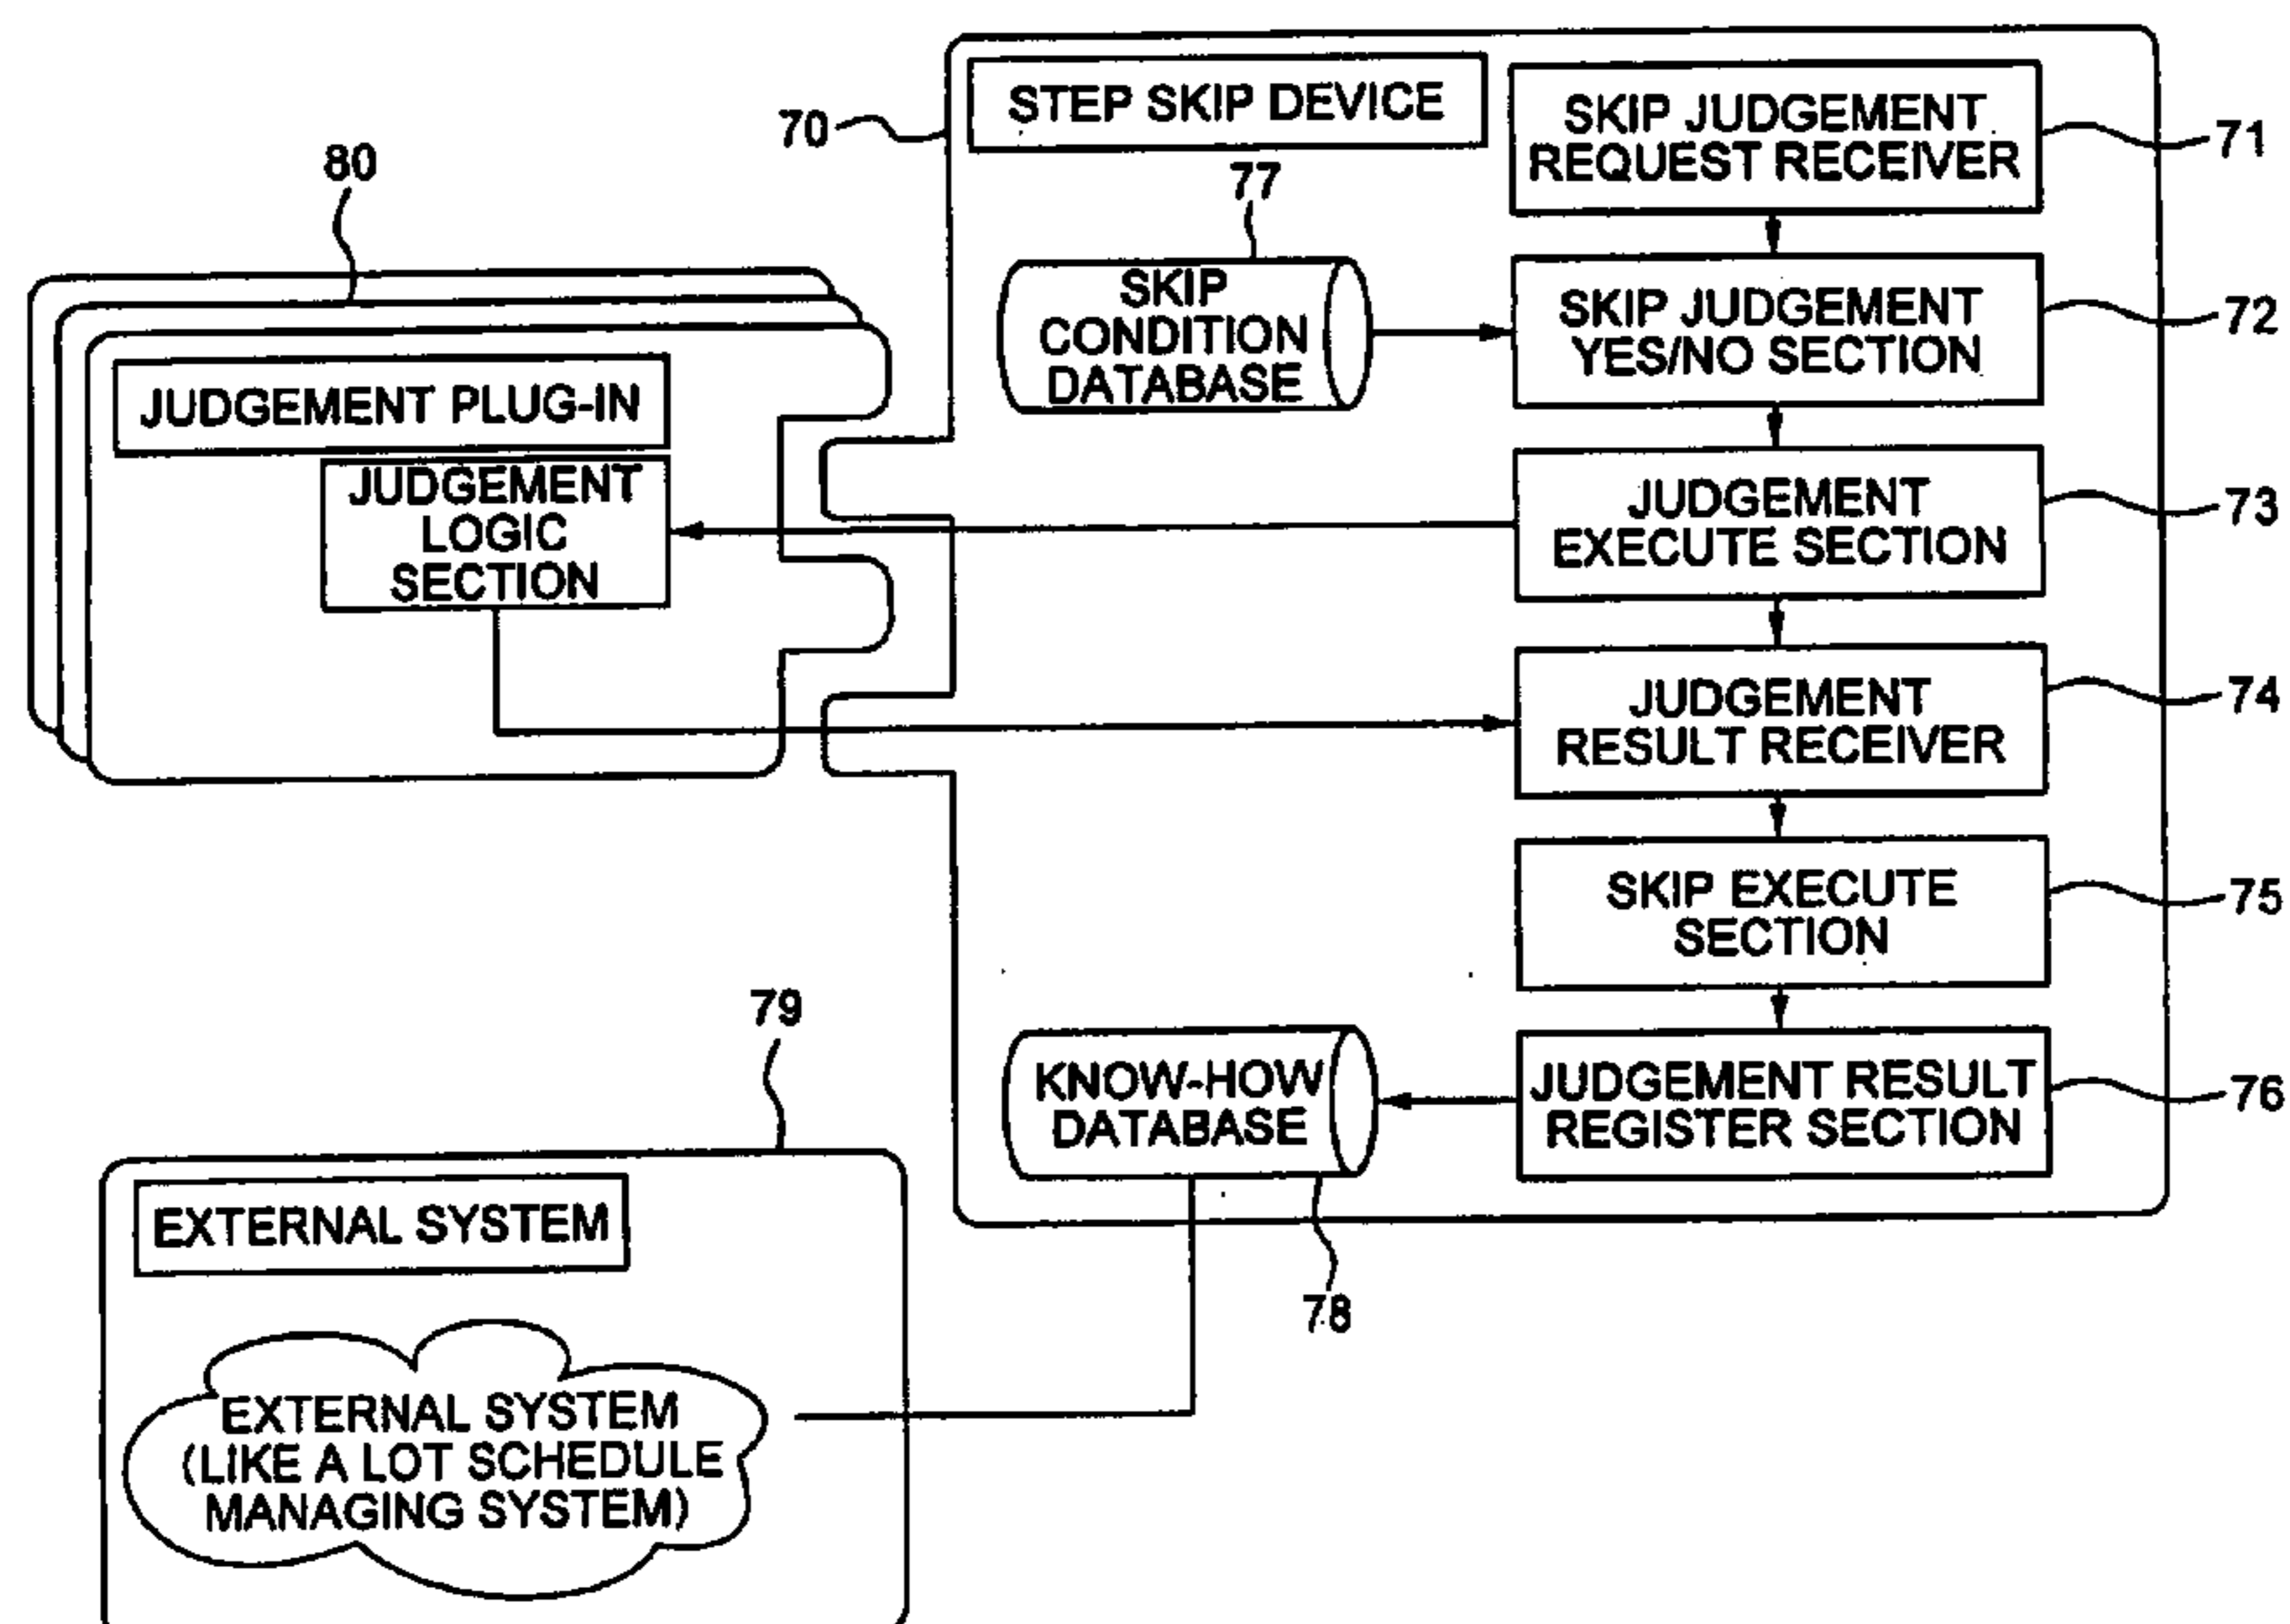 STEP SKIP DEVICE
70
SKIP JUDGEMENT
REQUEST RECEIVER
71
80
77
SKIP
CONDITION
DATABASE
SKIP JUDGEMENT
YES/NO SECTION
72
JUDGEMENT PLUG-IN
JUDGEMENT
LOGIC
SECTION
JUDGEMENT
EXECUTE SECTION
73
JUDGEMENT
RESULT RECEIVER
74
SKIP EXECUTE
SECTION
75
79
KNOW-HOW
DATABASE
JUDGEMENT RESULT
REGISTER SECTION
76
78
EXTERNAL SYSTEM
EXTERNAL SYSTEM
(LIKE A LOT SCHEDULE
MANAGING SYSTEM)